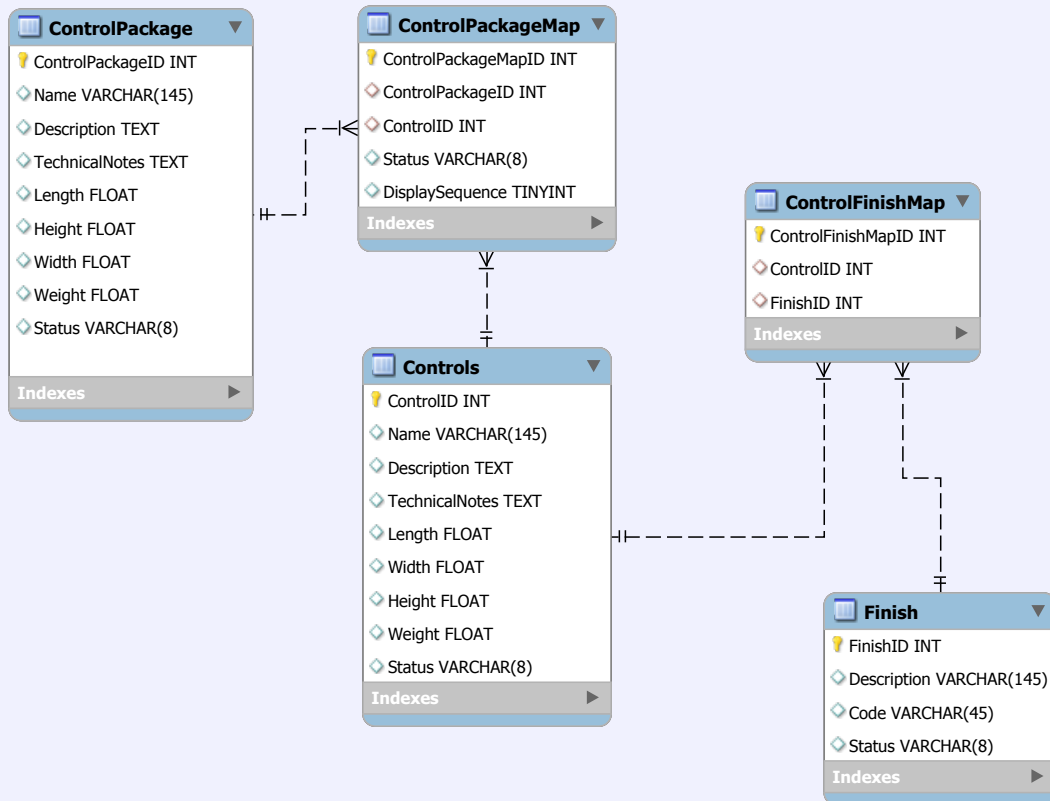 ControlPackage
ControlPackageID INT
Name VARCHAR(145)
Description TEXT
TechnicalNotes TEXT
Length FLOAT
Height FLOAT
Width FLOAT
Weight FLOAT
Status VARCHAR(8)
Indexes
ControlPackageMap
ControlPackageMapID INT
ControlPackageID INT
ControlID INT
Status VARCHAR(8)
DisplaySequence TINYINT
Indexes
Controls
ControlID INT
Name VARCHAR(145)
Description TEXT
TechnicalNotes TEXT
Length FLOAT
Width FLOAT
Height FLOAT
Weight FLOAT
Status VARCHAR(8)
Indexes
ControlFinishMap
ControlFinishMapID INT
ControlID INT
FinishID INT
Indexes
Finish
FinishID INT
Description VARCHAR(145)
Code VARCHAR(45)
Status VARCHAR(8)
Indexes